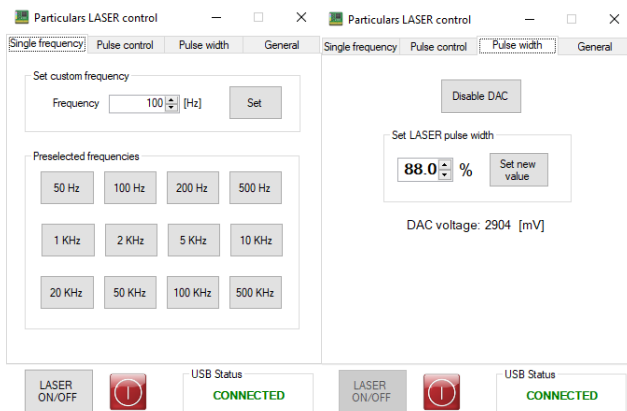 Particulars LASER control
Single frequency Pulse control Pulse width General
Set custom frequency
Frequency 100 [Hz] Set
Preselected frequencies
50 Hz 100 Hz 200 Hz 500 Hz
1 KHz 2 KHz 5 KHz 10 KHz
20 KHz 50 KHz 100 KHz 500 KHz
LASER
ON/OFF
USB Status
CONNECTED
Particulars LASER control
Single frequency Pulse control Pulse width General
Disable DAC
Set LASER pulse width
88.0 % Set new
value
DAC voltage: 2904 [mV]
LASER
ON/OFF
USB Status
CONNECTED